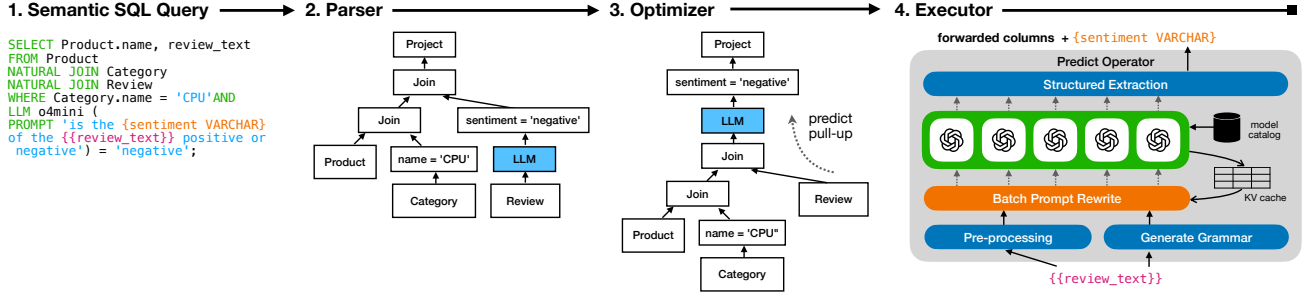 1. Semantic SQL Query
2. Parser
3. Optimizer
4. Executor
SELECT Product.name, review_text
FROM Product
NATURAL JOIN Category
NATURAL JOIN Review
WHERE Category.name = 'CPU'AND
LLM o4mini (
PROMPT 'is the {sentiment VARCHAR}
of the {{review_text}} positive or
negative') = 'negative';
Project
Join
Join
sentiment = 'negative'
Product
name = 'CPU'
LLM
Category
Review
Project
sentiment = 'negative'
LLM
predict
pull-up
Join
Join
Review
Product
name = 'CPU"
Category
forwarded columns + {sentiment VARCHAR}
Predict Operator
Structured Extraction
model
catalog
KV cache
Batch Prompt Rewrite
Pre-processing
Generate Grammar
{{review_text}}